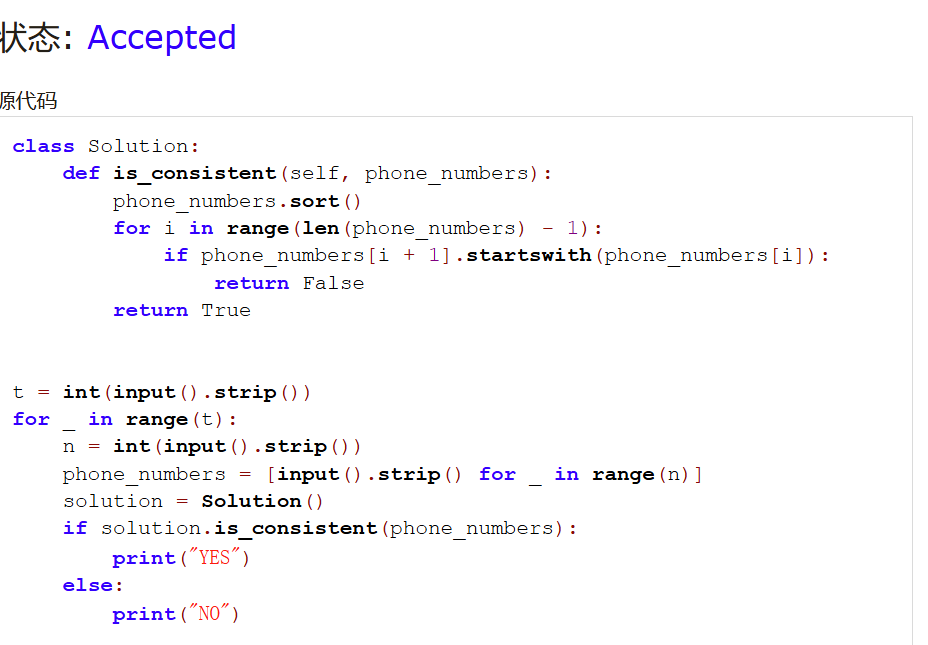 状态: Accepted
源代码
class Solution:
    def is_consistent(self, phone_numbers):
        phone_numbers.sort()
        for i in range(len(phone_numbers) - 1):
            if phone_numbers[i + 1].startswith(phone_numbers[i]):
                return False
        return True
t = int(input().strip())
for _ in range(t):
    n = int(input().strip())
    phone_numbers = [input().strip() for _ in range(n)]
    solution = Solution()
    if solution.is_consistent(phone_numbers):
        print("YES")
    else:
        print("NO")